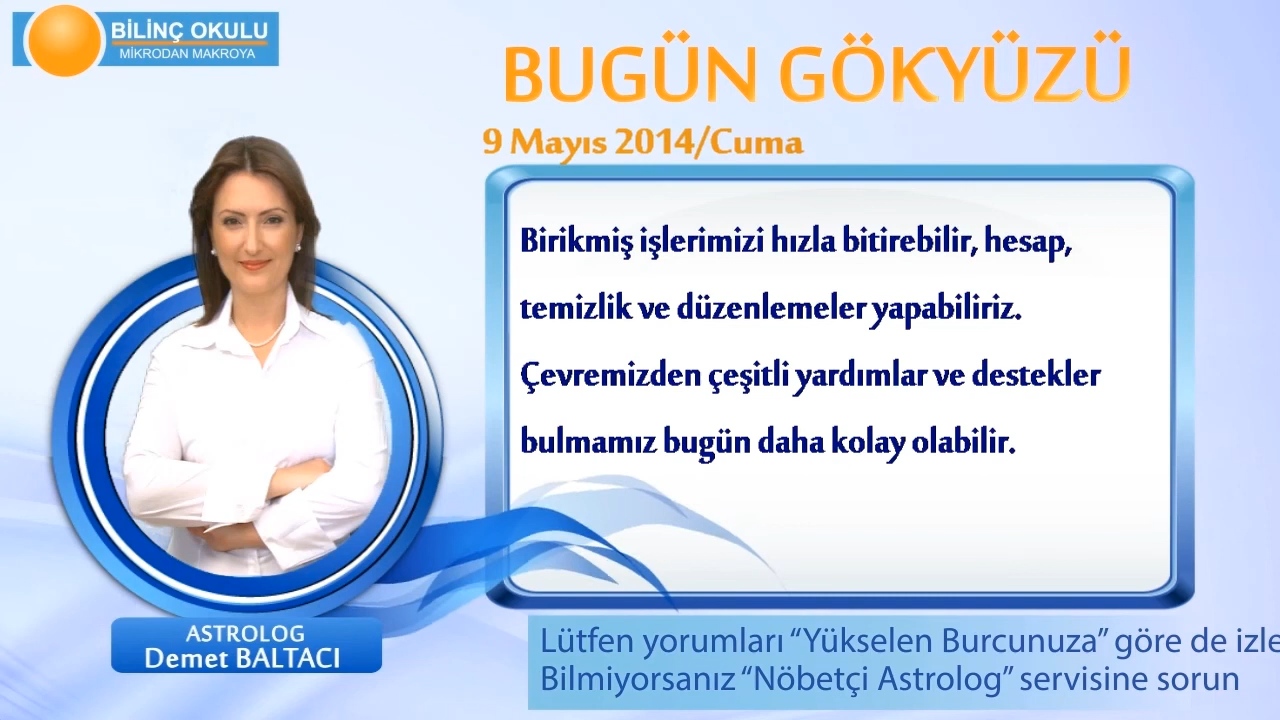 BİLİNÇ OKULU
MİKRODAN MAKROYA
BUGÜN GÖKYÜZÜ
9 Mayıs 2014/Cuma
Birikmiş işlerimizi hızla bitirebilir, hesap,
temizlik ve düzenlemeler yapabiliriz.
Çevremizden çeşitli yardımlar ve destekler
bulmamız bugün daha kolay olabilir.
ASTROLOG
Demet BALTACI
Lütfen yorumları “Yükselen Burcunuza” göre de izle
Bilmiyorsanız “Nöbetçi Astrolog” servisine sorun